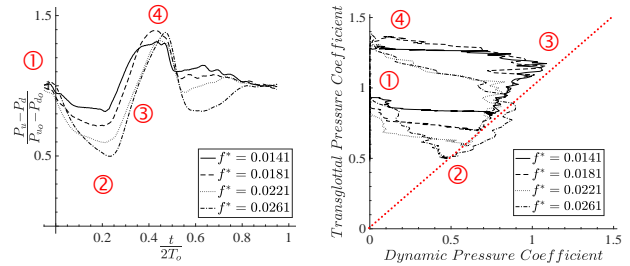 ④
1.5
①
1
③
0.5
②
P_u−P_d
P_uo−P_do
f* = 0.0141
f* = 0.0181
f* = 0.0221
f* = 0.0261
0 0.2 0.4 0.6 0.8 1
t
2T_o
Transglottal Pressure Coefficient
1.5
④
③
1
①
0.5
②
f* = 0.0141
f* = 0.0181
f* = 0.0221
f* = 0.0261
0
0 0.5 1 1.5
Dynamic Pressure Coefficient